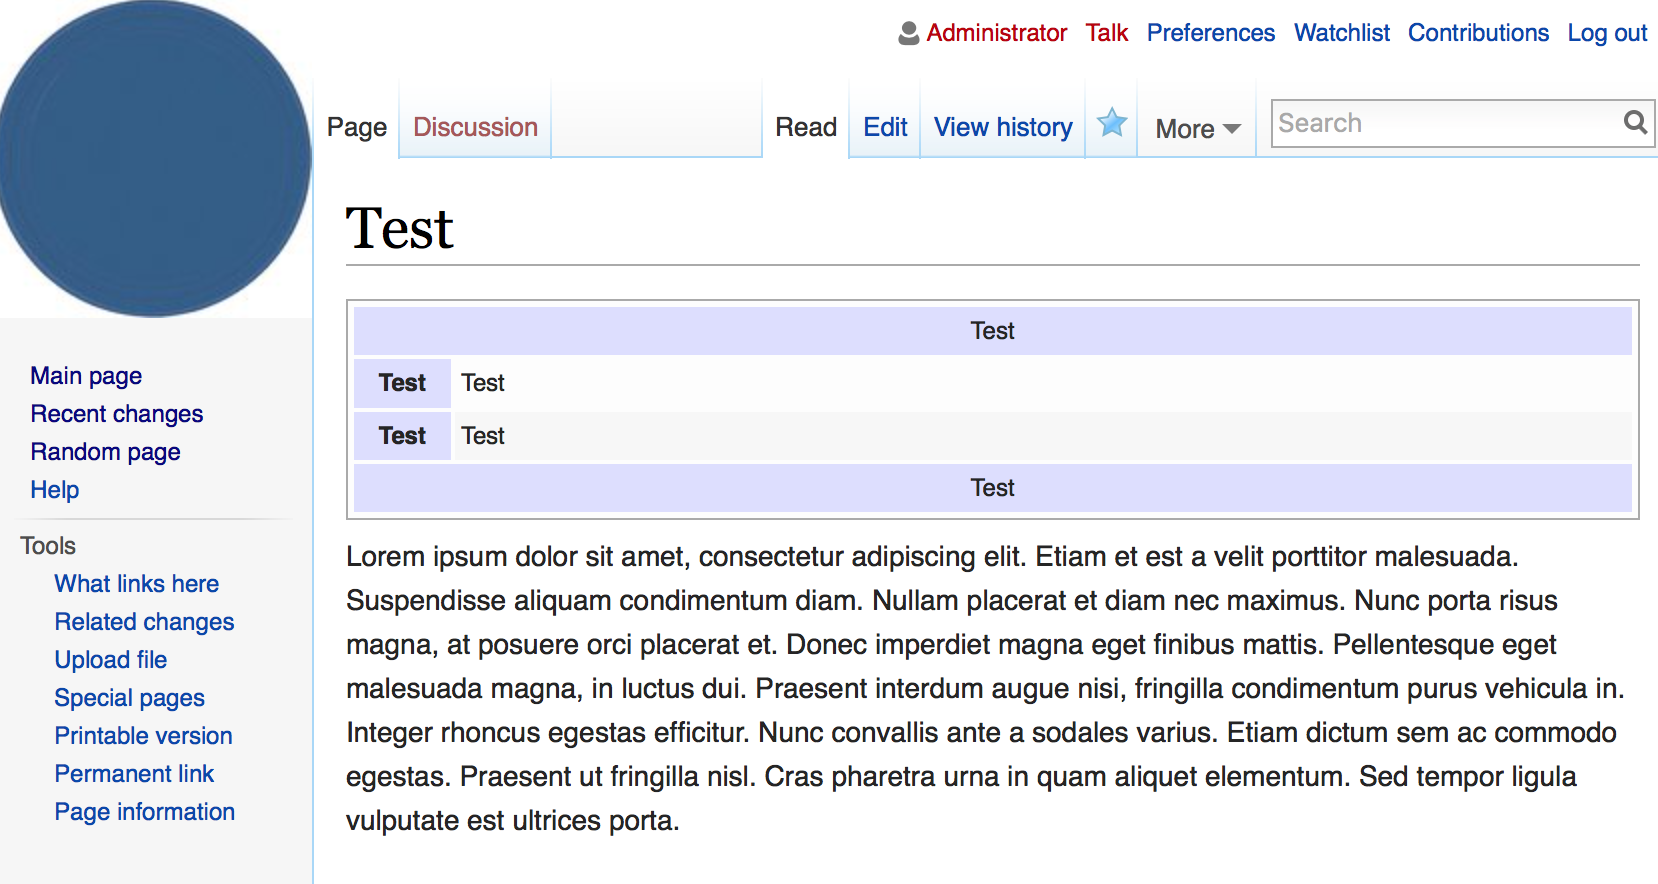 Administrator Talk Preferences Watchlist Contributions Log out
Page Discussion Read Edit View history More Search
Test
Test
Test Test
Test Test
Test
Main page
Recent changes
Random page
Help
Tools
What links here
Related changes
Upload file
Special pages
Printable version
Permanent link
Page information
Lorem ipsum dolor sit amet, consectetur adipiscing elit. Etiam et est a velit porttitor malesuada.
Suspendisse aliquam condimentum diam. Nullam placerat et diam nec maximus. Nunc porta risus
magna, at posuere orci placerat et. Donec imperdiet magna eget finibus mattis. Pellentesque eget
malesuada magna, in luctus dui. Praesent interdum augue nisi, fringilla condimentum purus vehicula in.
Integer rhoncus egestas efficitur. Nunc convallis ante a sodales varius. Etiam dictum sem ac commodo
egestas. Praesent ut fringilla nisl. Cras pharetra urna in quam aliquet elementum. Sed tempor ligula
vulputate est ultrices porta.